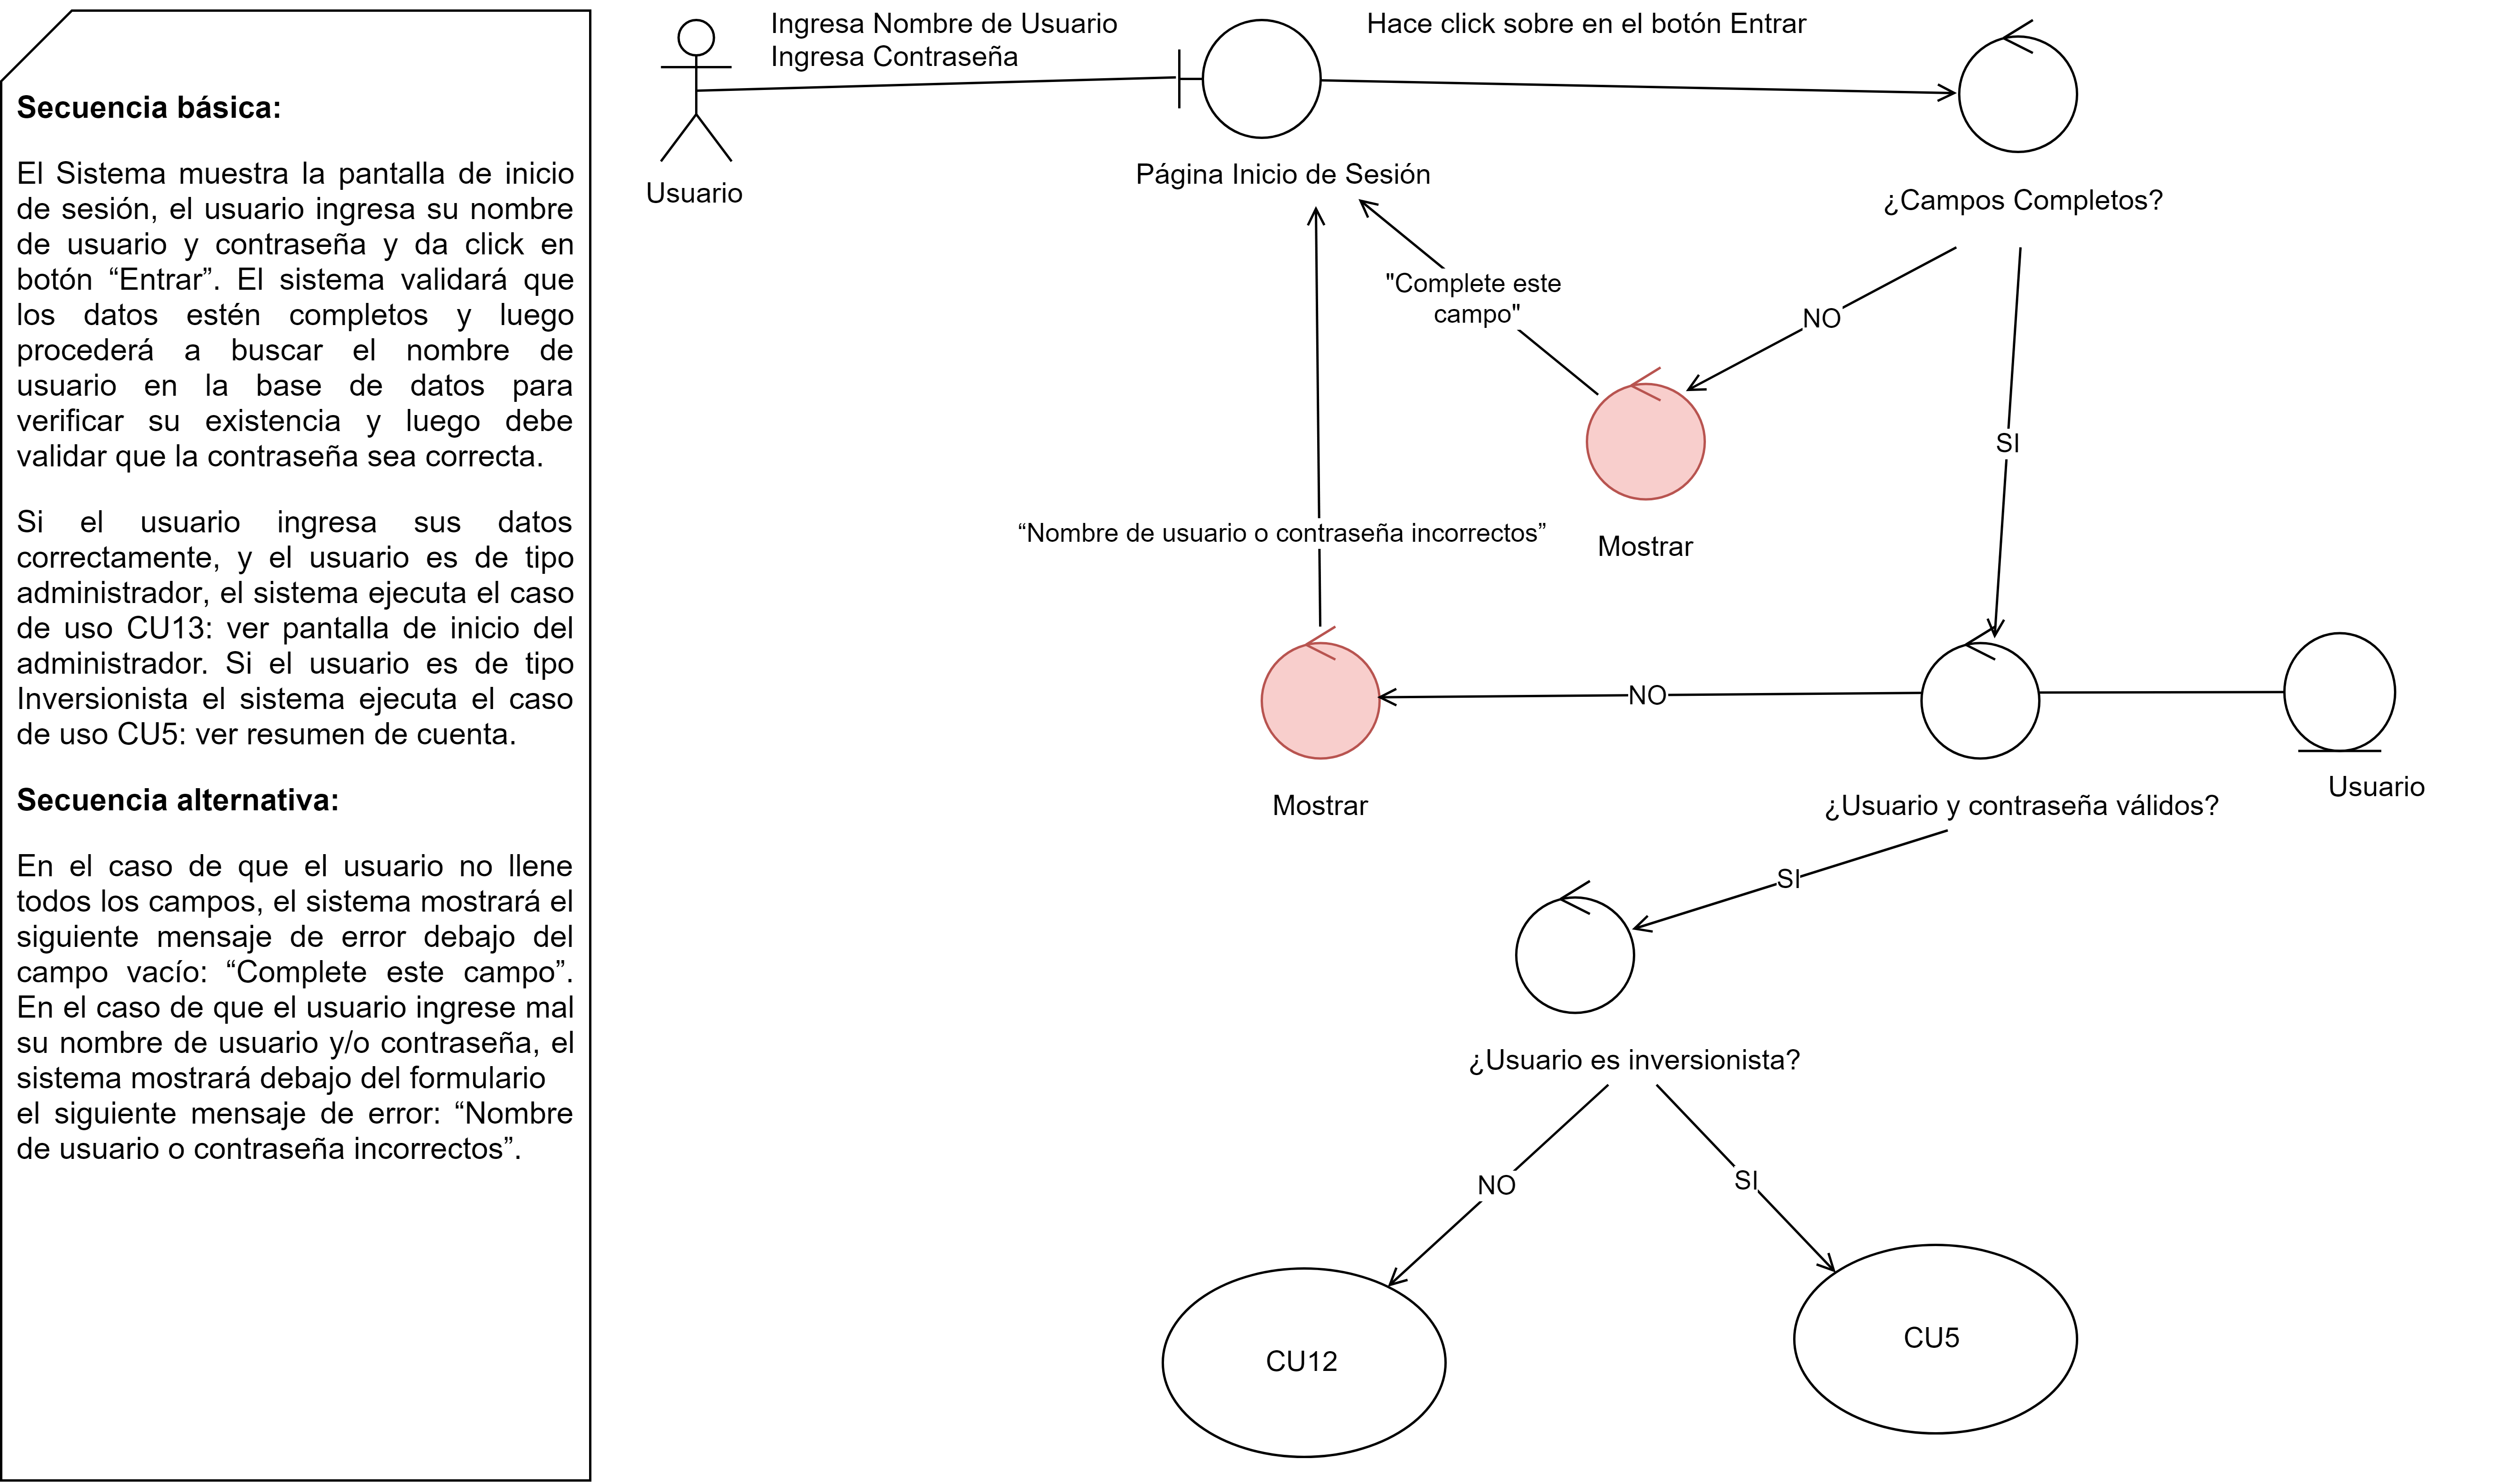 Secuencia básica:
El Sistema muestra la pantalla de inicio
de sesión, el usuario ingresa su nombre
de usuario y contraseña y da click en
botón “Entrar”. El sistema validará que
los datos estén completos y luego
procederá a buscar el nombre de
usuario en la base de datos para
verificar su existencia y luego debe
validar que la contraseña sea correcta.
Si el usuario ingresa sus datos
correctamente, y el usuario es de tipo
administrador, el sistema ejecuta el caso
de uso CU13: ver pantalla de inicio del
administrador. Si el usuario es de tipo
Inversionista el sistema ejecuta el caso
de uso CU5: ver resumen de cuenta.
Secuencia alternativa:
En el caso de que el usuario no llene
todos los campos, el sistema mostrará el
siguiente mensaje de error debajo del
campo vacío: “Complete este campo”.
En el caso de que el usuario ingrese mal
su nombre de usuario y/o contraseña, el
sistema mostrará debajo del formulario
el siguiente mensaje de error: “Nombre
de usuario o contraseña incorrectos”.
Usuario
Ingresa Nombre de Usuario
Ingresa Contraseña
Página Inicio de Sesión
Hace click sobre en el botón Entrar
¿Campos Completos?
"Complete este
campo"
NO
SI
Mostrar
“Nombre de usuario o contraseña incorrectos”
Mostrar
NO
¿Usuario y contraseña válidos?
Usuario
SI
¿Usuario es inversionista?
NO
SI
CU12
CU5